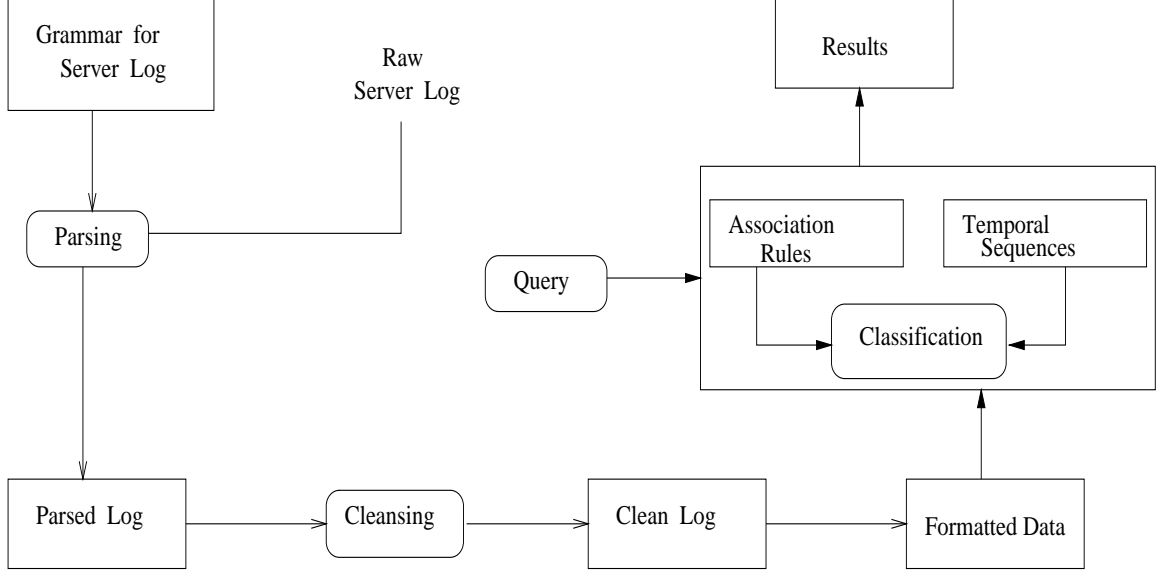 Grammar for
Server Log
Raw
Server Log
Results
Parsing
Association
Rules
Temporal
Sequences
Query
Classification
Parsed Log
Cleansing
Clean Log
Formatted Data